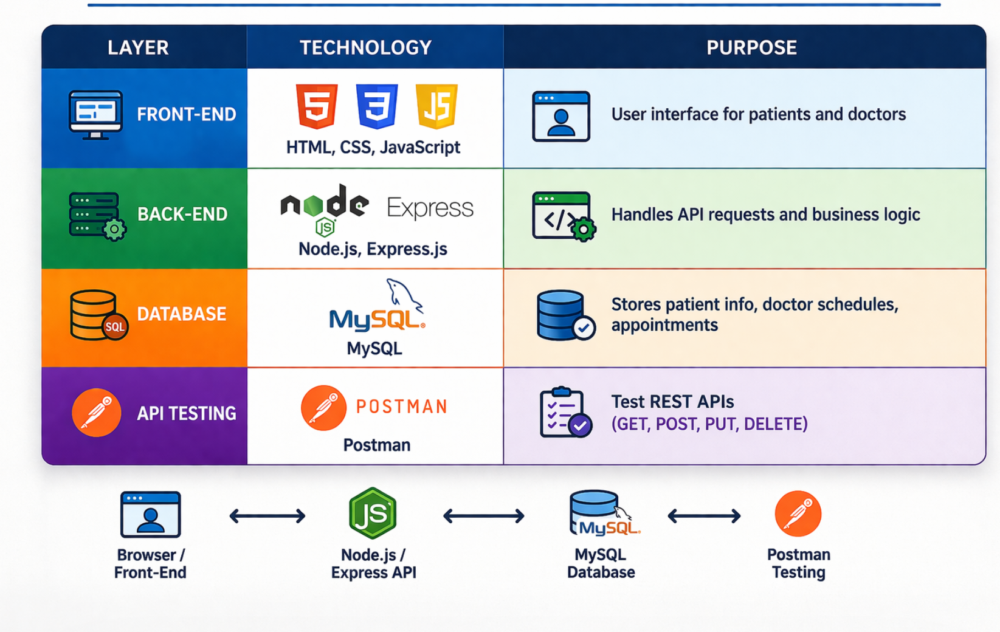 LAYER
TECHNOLOGY
PURPOSE
FRONT-END
5 3 JS
HTML, CSS, JavaScript
User interface for patients and doctors
BACK-END
node
JS
Express
Node.js, Express.js
</>
Handles API requests and business logic
SQL
DATABASE
MySQL®
MySQL
Stores patient info, doctor schedules,
appointments
API TESTING
POSTMAN
Postman
Test REST APIs
(GET, POST, PUT, DELETE)
Browser /
Front-End
JS
Node.js /
Express API
MySQL®
MySQL
Database
Postman
Testing